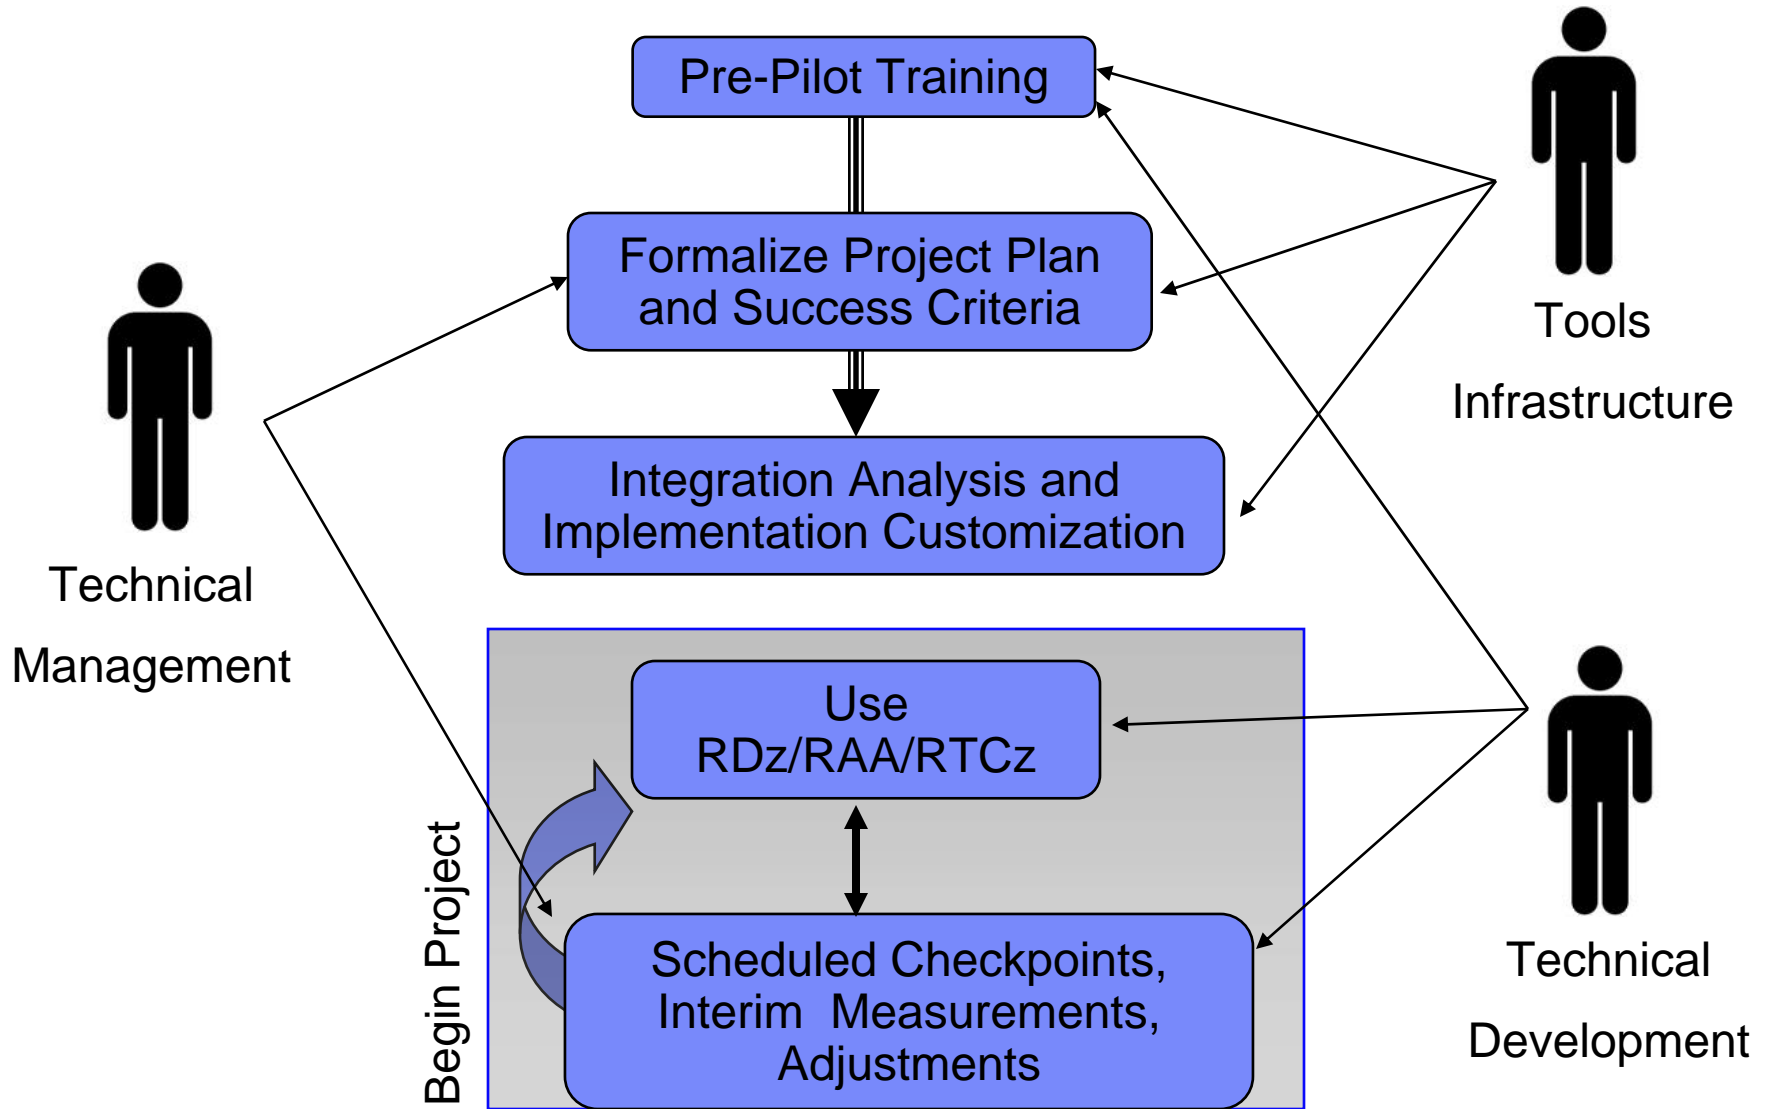 Pre-Pilot Training
Formalize Project Plan
and Success Criteria
Tools
Infrastructure
Integration Analysis and
Implementation Customization
Technical
Management
Use
RDz/RAA/RTCz
Begin Project
Scheduled Checkpoints,
Interim  Measurements,
Adjustments
Technical
Development